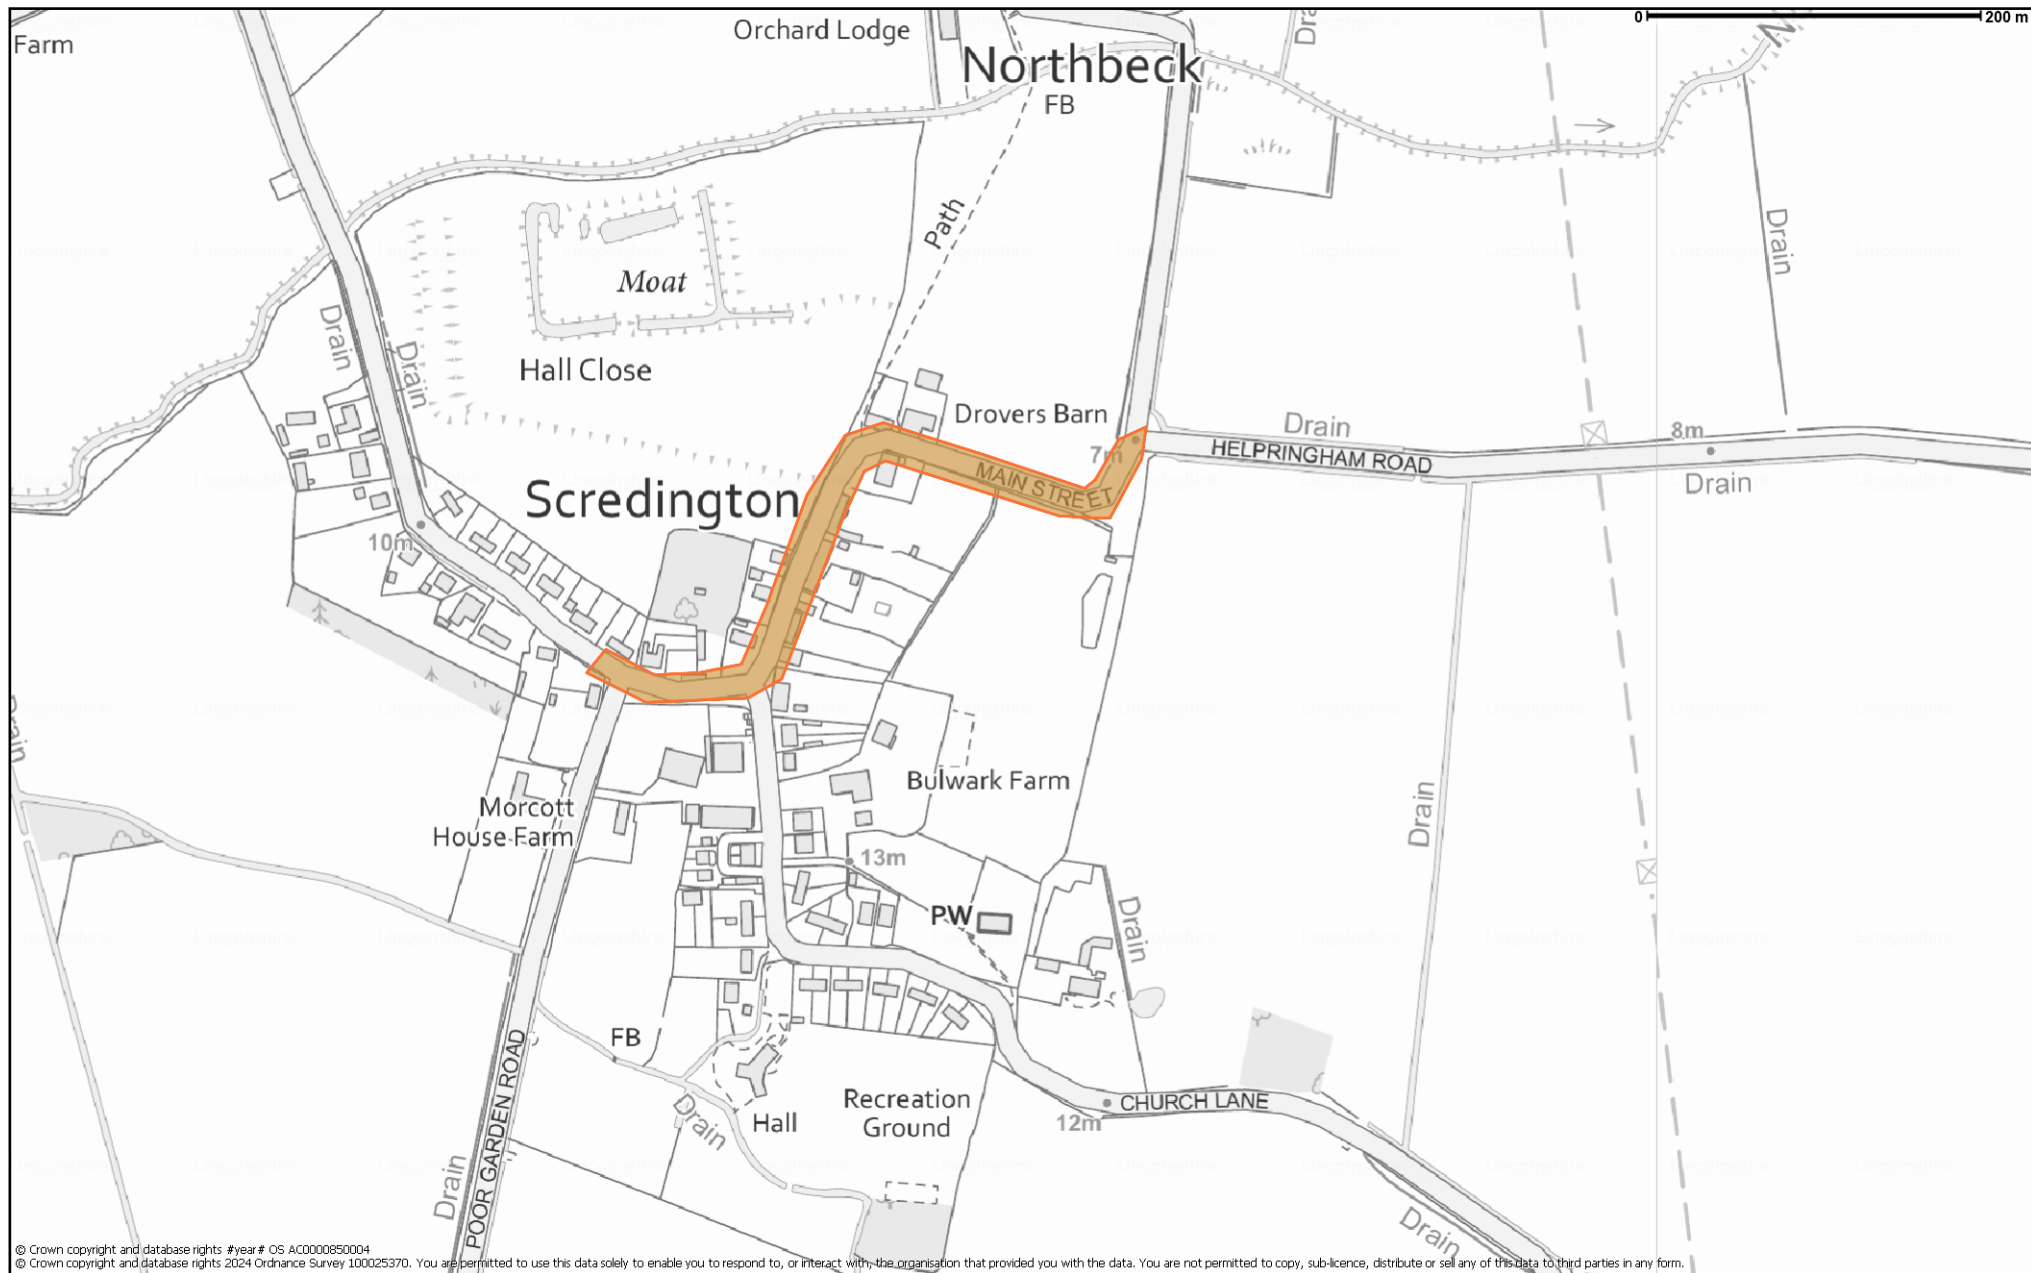 0 200 m
Farm
Orchard Lodge
Northbeck
FB
Drain
Path
Moat
Hall Close
Drain
Drain
Drovers Barn
7m
MAIN STREET
Drain
HELPRINGHAM ROAD
8m
Drain
Scredington
10m
Bulwark Farm
Morcott
House Farm
Drain
13m
PW
Drain
FB
Hall
Recreation
Ground
12m
CHURCH LANE
Drain
Drain
POOR GARDEN ROAD
Drain
© Crown copyright and database rights #year# OS AC0000850004
© Crown copyright and database rights 2024 Ordnance Survey 100025370. You are permitted to use this data solely to enable you to respond to, or interact with, the organisation that provided you with the data. You are not permitted to copy, sub-licence, distribute or sell any of this data to third parties in any form.